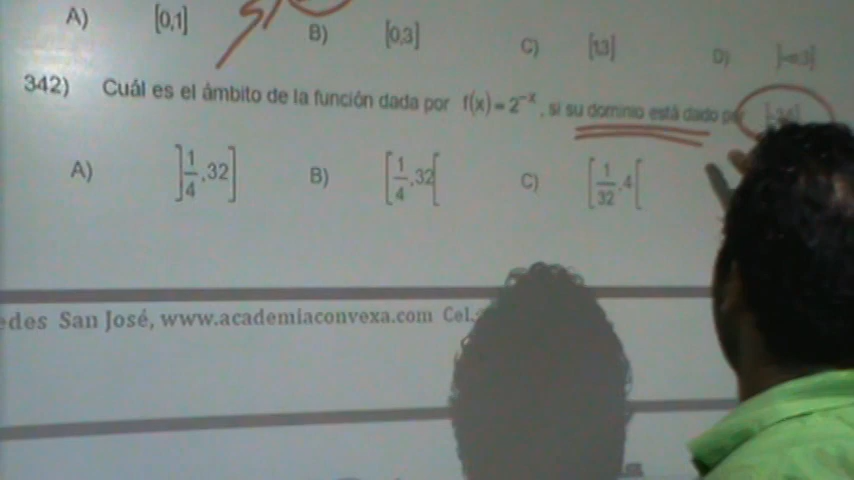 A) [0,1] B) [0,3] C) [1,3] D)
342) Cuál es el ámbito de la función dada por f(x)=2^{-x}, si su dominio está dado
A) ]1/4,32] B) [1/4,32[ C) [1/32,4[
San José, www.academiaconvexa.com Cel.